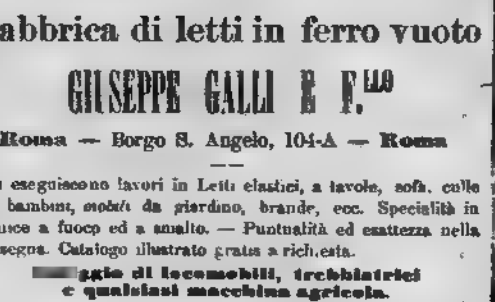 abbrica di letti in ferro vuoto
GIUSEPPE GALLI E F.LLO
Roma — Borgo S. Angelo, 104-A — Roma
eseguiscono lavori in Letti elastici, a tavole, sofà, culle
bambini, mobili da giardino, brande, ecc. Specialità in
a fuoco ed a smalto. — Puntualità ed esattezza nella
segna. Catalogo illustrato gratis a richiesta.
ggio di locomobili, trebbiatrici
e qualsiasi macchina agricola.